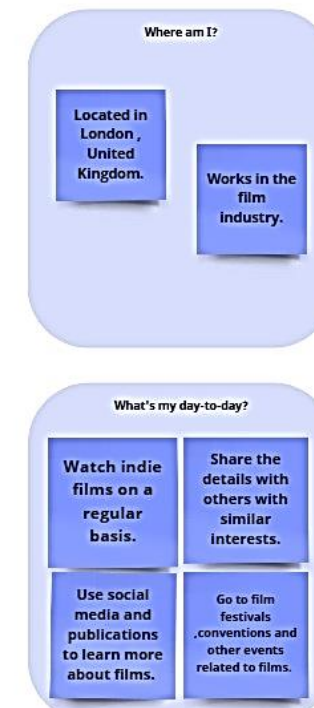 Where am I?
Located in
London ,
United
Kingdom.
Works in the
film
industry.
What's my day-to-day?
Watch indie
films on a
regular
basis.
Share the
details with
others with
similar
interests.
Use social
media and
publications
to learn more
about films.
Go to film
festivals
,conventions and
other events
related to films.